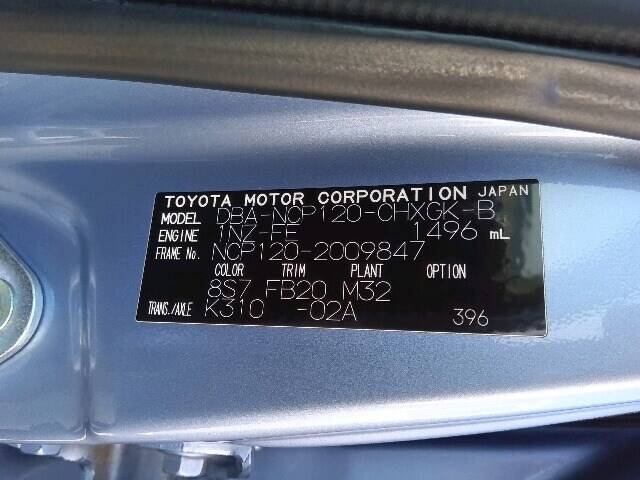 TOYOTA MOTOR CORPORATION JAPAN
MODEL DBA-NCP120-CHXGK-B
ENGINE 1NZ-FE 1496 mL
FRAME No. NCP120-2009847
COLOR TRIM PLANT OPTION
8S7 FB20 M32
TRANS./AXLE K310 -02A 396